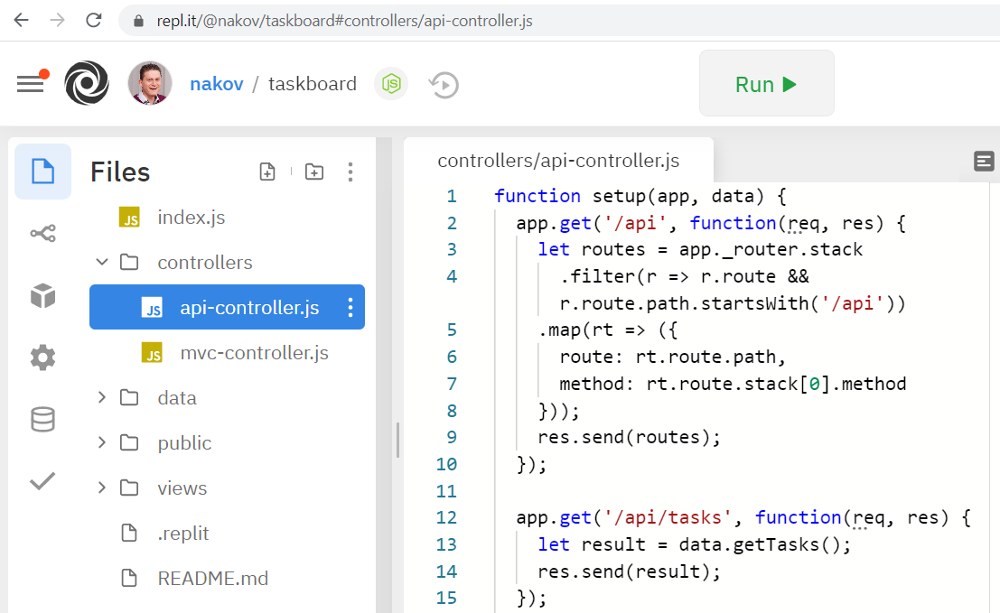 repl.it/@nakov/taskboard#controllers/api-controller.js
nakov / taskboard
JS
Run
Files
JS index.js
controllers
JS api-controller.js
JS mvc-controller.js
data
public
views
.replit
README.md
controllers/api-controller.js
1 function setup(app, data) {
2 app.get('/api', function(req, res) {
3 let routes = app._router.stack
4 .filter(r => r.route &&
r.route.path.startsWith('/api'))
5 .map(rt => ({
6 route: rt.route.path,
7 method: rt.route.stack[0].method
8 }));
9 res.send(routes);
10 });
11
12 app.get('/api/tasks', function(req, res) {
13 let result = data.getTasks();
14 res.send(result);
15 });